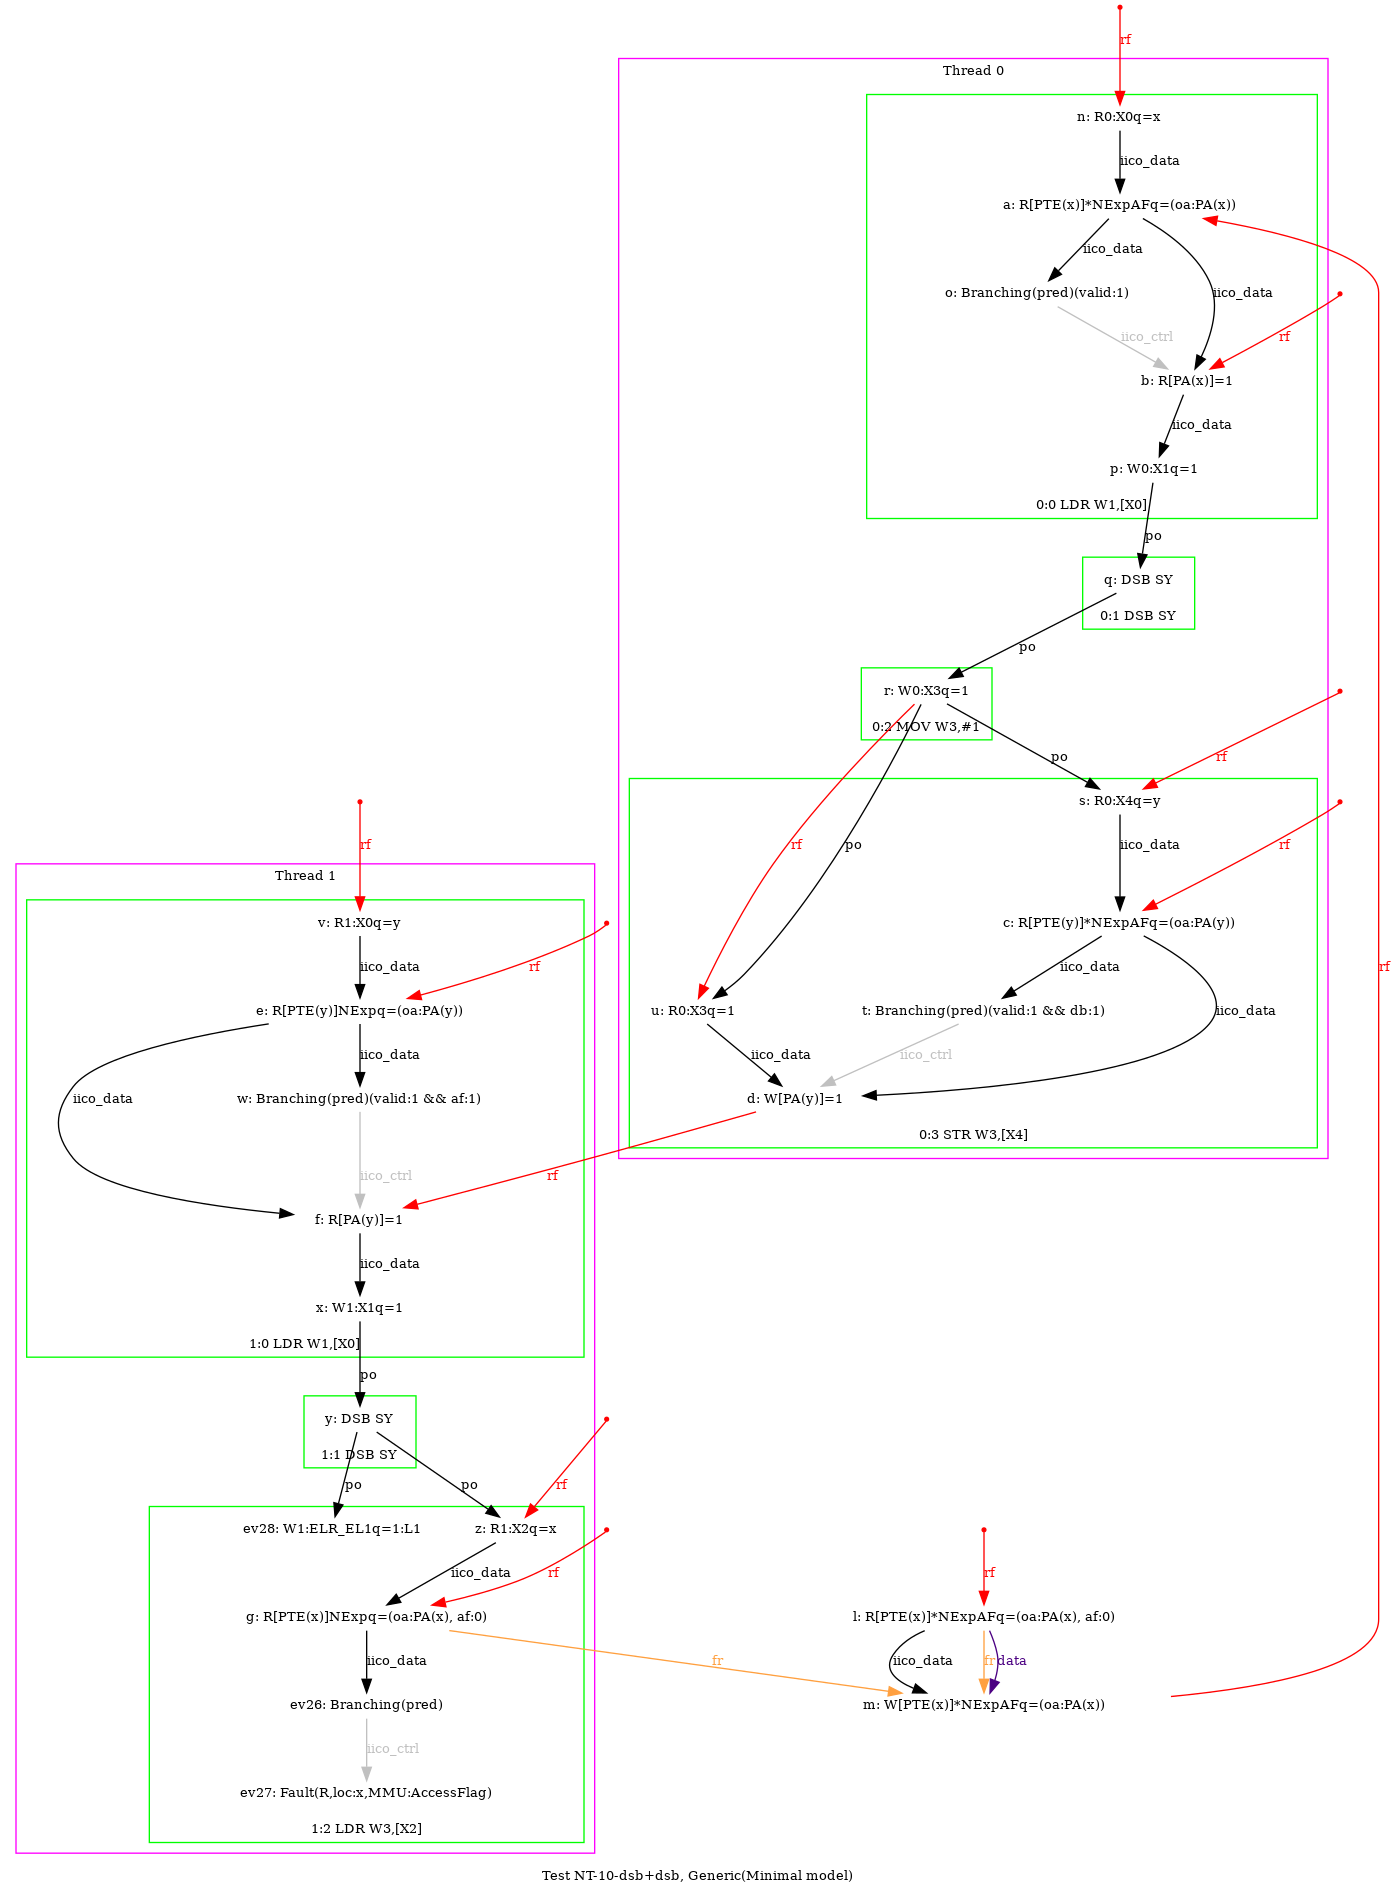 rf
Thread 0
n: R0:X0q=x
iico_data
a: R[PTE(x)]*NExpAFq=(oa:PA(x))
iico_data
o: Branching(pred)(valid:1)
iico_data
rf
iico_ctrl
b: R[PA(x)]=1
iico_data
p: W0:X1q=1
0:0 LDR W1,[X0]
po
q: DSB SY
0:1 DSB SY
po
r: W0:X3q=1
0:2 MOV W3,#1
po
rf
s: R0:X4q=y
rf
po
iico_data
rf
rf
Thread 1
v: R1:X0q=y
c: R[PTE(y)]*NExpAFq=(oa:PA(y))
iico_data
rf
iico_data
rf
e: R[PTE(y)]NExpq=(oa:PA(y))
u: R0:X3q=1
t: Branching(pred)(valid:1 && db:1)
iico_data
iico_data
iico_data
iico_ctrl
iico_data
w: Branching(pred)(valid:1 && af:1)
d: W[PA(y)]=1
0:3 STR W3,[X4]
iico_ctrl
rf
f: R[PA(y)]=1
iico_data
x: W1:X1q=1
1:0 LDR W1,[X0]
po
y: DSB SY
1:1 DSB SY
po
po
rf
ev28: W1:ELR_EL1q=1:L1
z: R1:X2q=x
iico_data
rf
rf
g: R[PTE(x)]NExpq=(oa:PA(x), af:0)
l: R[PTE(x)]*NExpAFq=(oa:PA(x), af:0)
iico_data
fr
iico_data
fr
data
ev26: Branching(pred)
m: W[PTE(x)]*NExpAFq=(oa:PA(x))
iico_ctrl
ev27: Fault(R,loc:x,MMU:AccessFlag)
1:2 LDR W3,[X2]
Test NT-10-dsb+dsb, Generic(Minimal model)